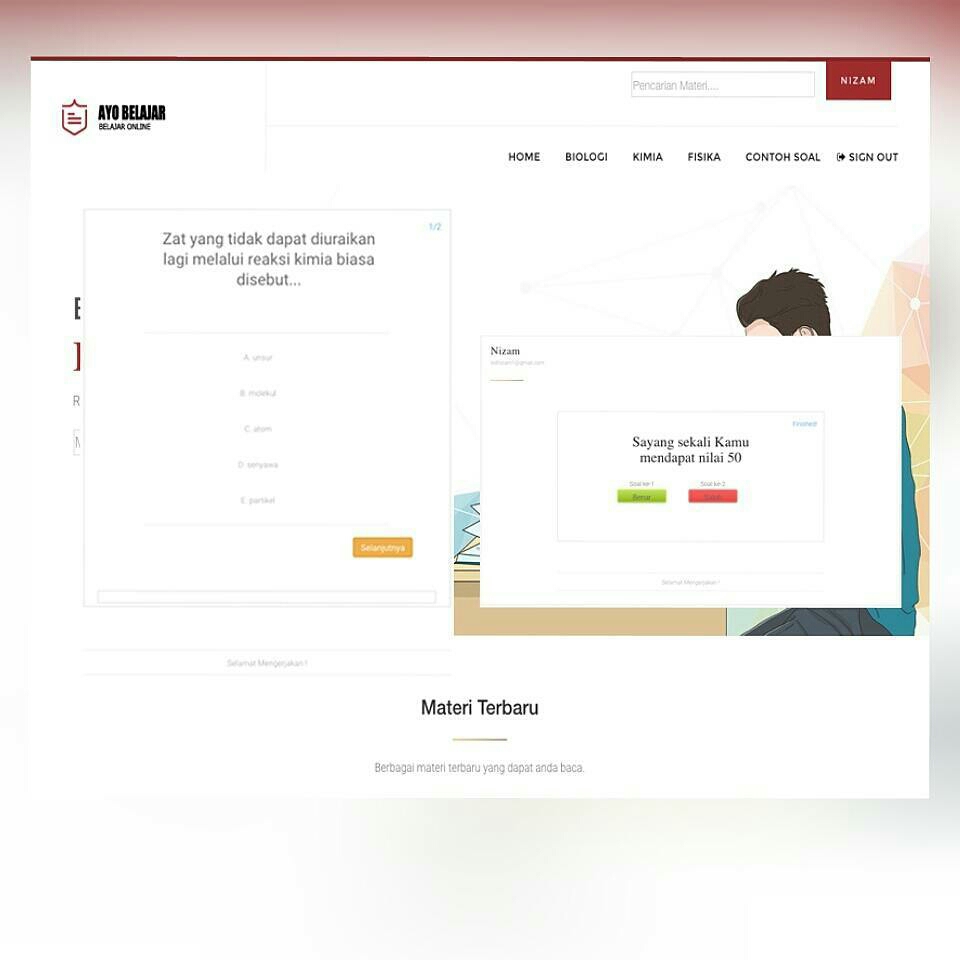 Pencarian Materi....
NIZAM
AYO BELAJAR
BELAJAR ONLINE
HOME BIOLOGI KIMIA FISIKA CONTOH SOAL SIGN OUT
1/2
Zat yang tidak dapat diuraikan
lagi melalui reaksi kimia biasa
disebut...
A. unsur
B. molekul
C. atom
D. senyawa
E. partikel
Selanjutnya
Selamat Mengerjakan !
Nizam
Finished!
Sayang sekali Kamu
mendapat nilai 50
Soal ke-1 Soal ke-2
Benar Salah
Selamat Mengerjakan !
Materi Terbaru
Berbagai materi terbaru yang dapat anda baca.